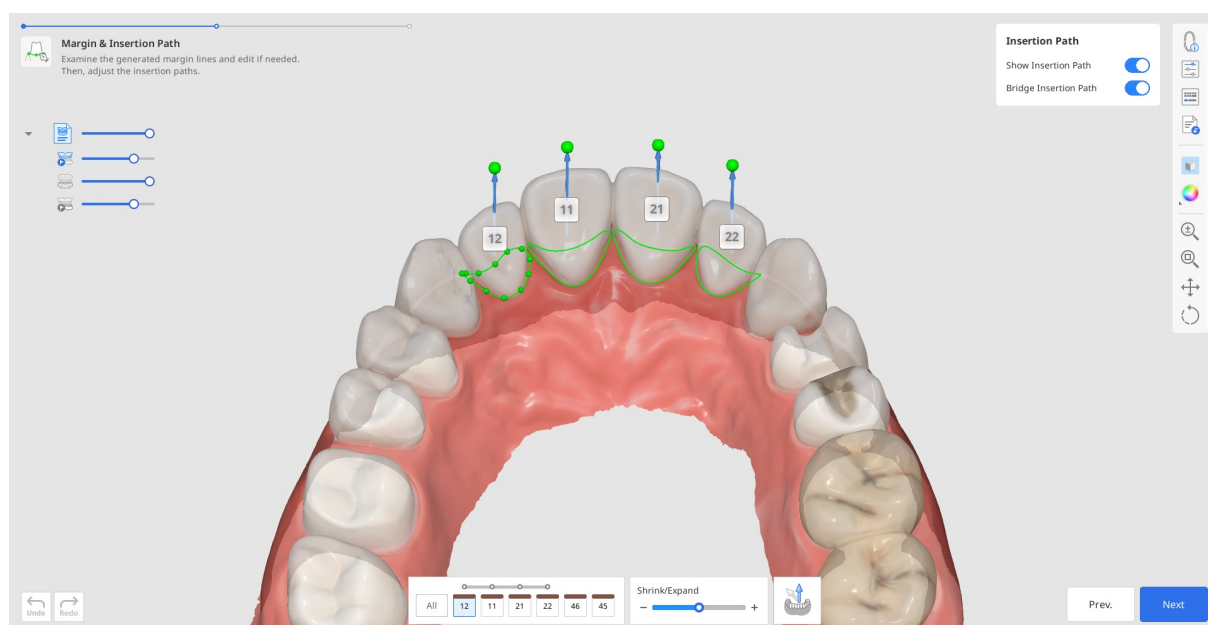 Margin & Insertion Path
Examine the generated margin lines and edit if needed.
Then, adjust the insertion paths.
Insertion Path
Show Insertion Path
Bridge Insertion Path
11
21
12
22
Undo
Redo
All
12
11
21
22
46
45
Shrink/Expand
− +
Prev.
Next